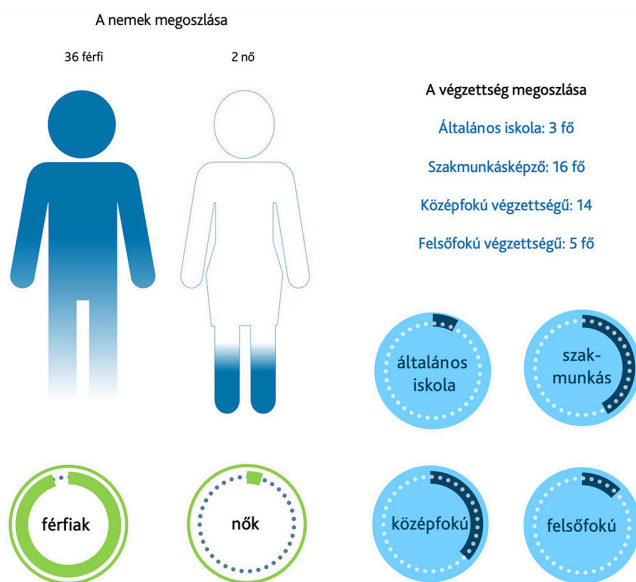 A nemek megoszlása
36 férfi
2 nő
férfiak
nők
A végzettség megoszlása
Általános iskola: 3 fő
Szakmunkásképző: 16 fő
Középfokú végzettségű: 14
Felsőfokú végzettségű: 5 fő
általános
iskola
szak-
munkás
középfokú
felsőfokú